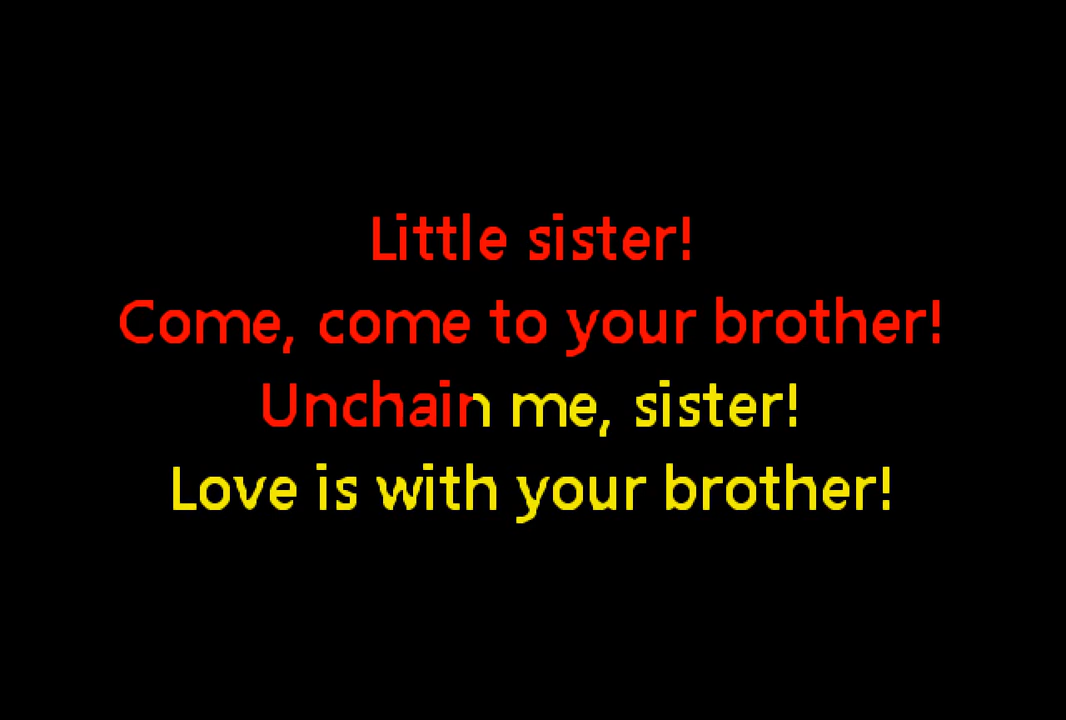 Little sister!
Come, come to your brother!
Unchain me, sister!
Love is with your brother!